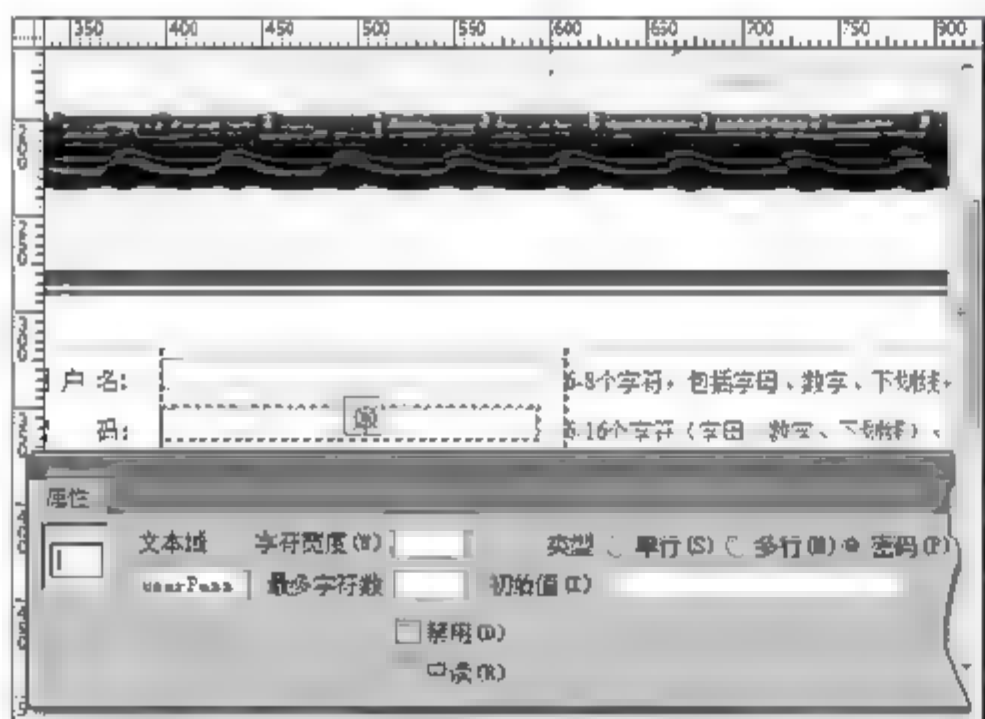 350 400 450 500 550 600 650 700 750 900
户 名:
6-8个字符，包括字母、数字、下划线，
码:
6-16个字符（字母 数字、下划线）、
属性
文本域 字符宽度(W) 类型 单行(S) 多行(M) 密码(P)
userPass 最多字符数 初始值(I)
禁用(D)
只读(R)